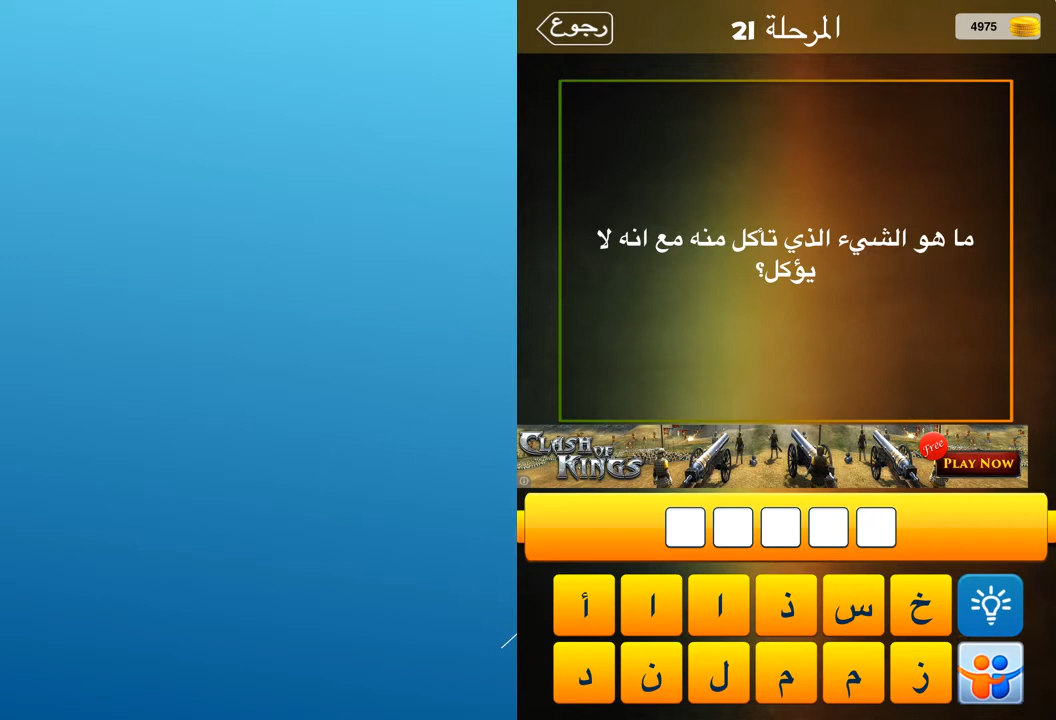 رجوع
المرحلة 21
4975
ما هو الشيء الذي تأكل منه مع انه لا
يؤكل؟
CLASH OF KINGS
Free
PLAY NOW
خ س ذ ا ا أ
ز م م ل ن د